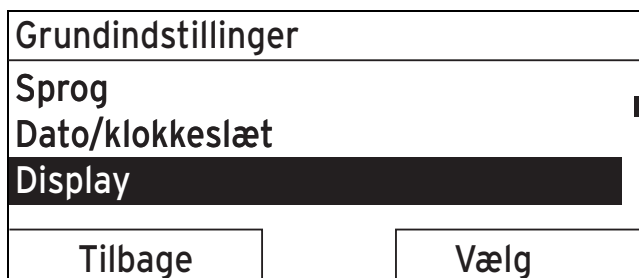 Grundindstillinger
Sprog
Dato/klokkeslæt
Display
Tilbage
Vælg